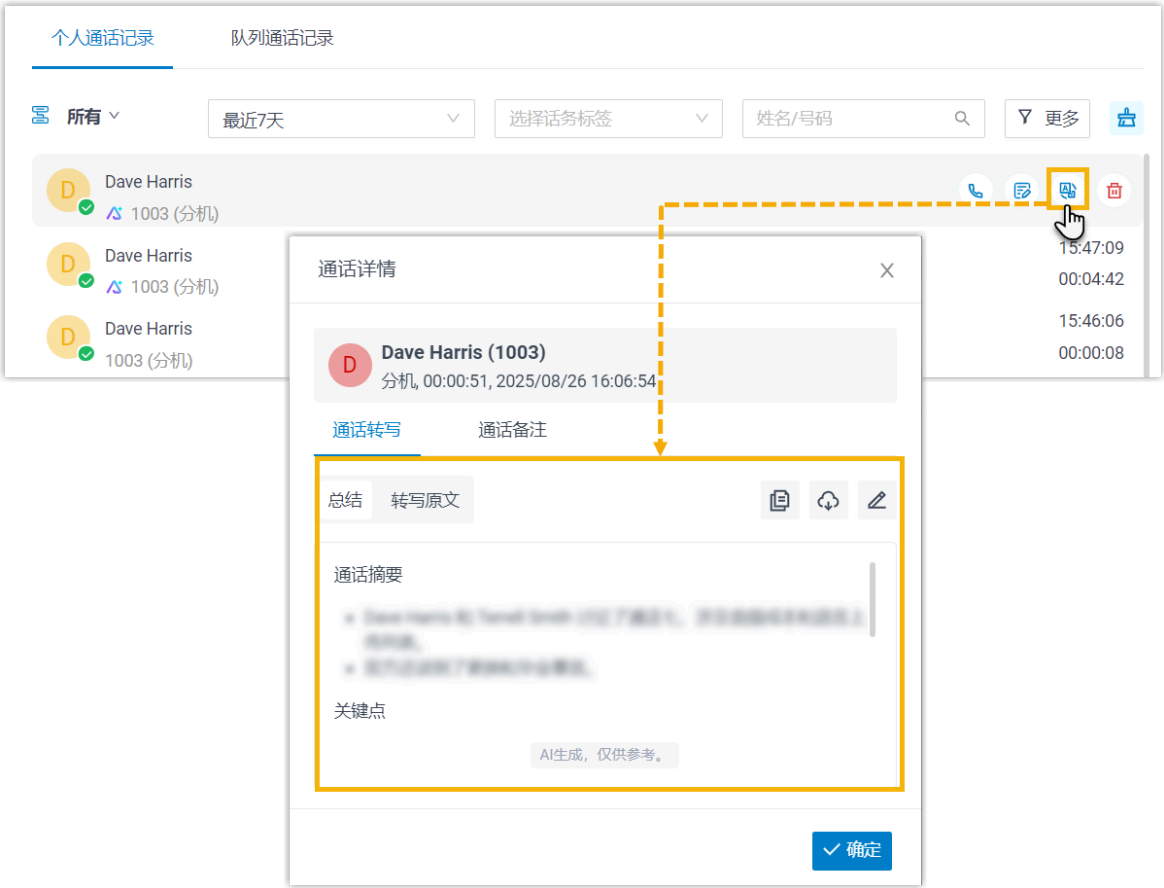 个人通话记录 队列通话记录
所有 最近7天 选择话务标签 姓名/号码 更多
D Dave Harris
1003 (分机)
D Dave Harris 15:47:09
1003 (分机) 00:04:42
D Dave Harris 15:46:06
1003 (分机) 00:00:08
通话详情
D Dave Harris (1003)
分机, 00:00:51, 2025/08/26 16:06:54
通话转写 通话备注
总结 转写原文
通话摘要
关键点
AI生成，仅供参考。
确定